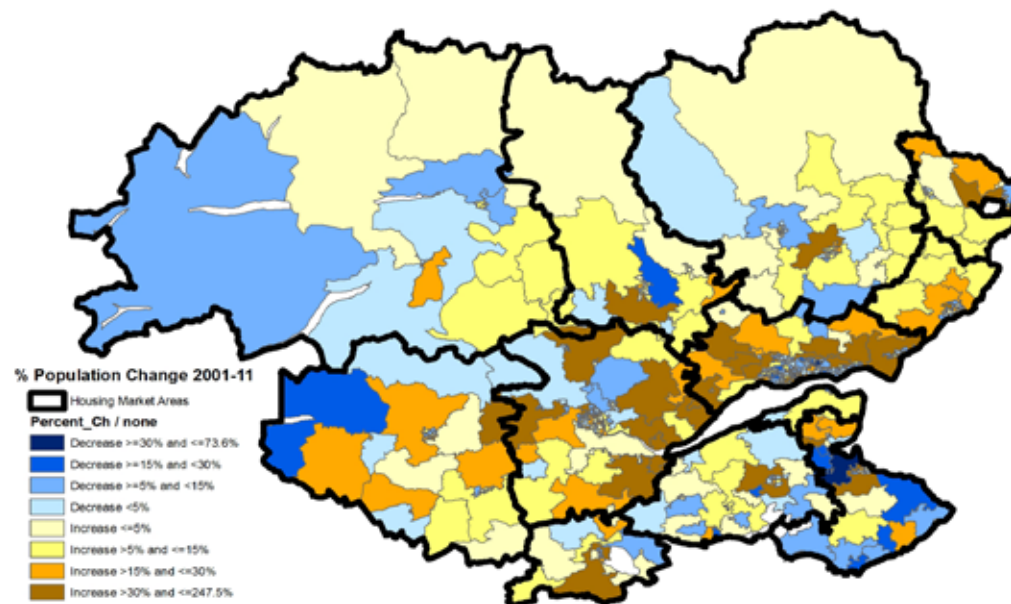 % Population Change 2001-11
Housing Market Areas
Percent_Ch / none
Decrease >=30% and <=73.6%
Decrease >=15% and <30%
Decrease >=5% and <15%
Decrease <5%
Increase <=5%
Increase >5% and <=15%
Increase >15% and <=30%
Increase >30% and <=247.5%